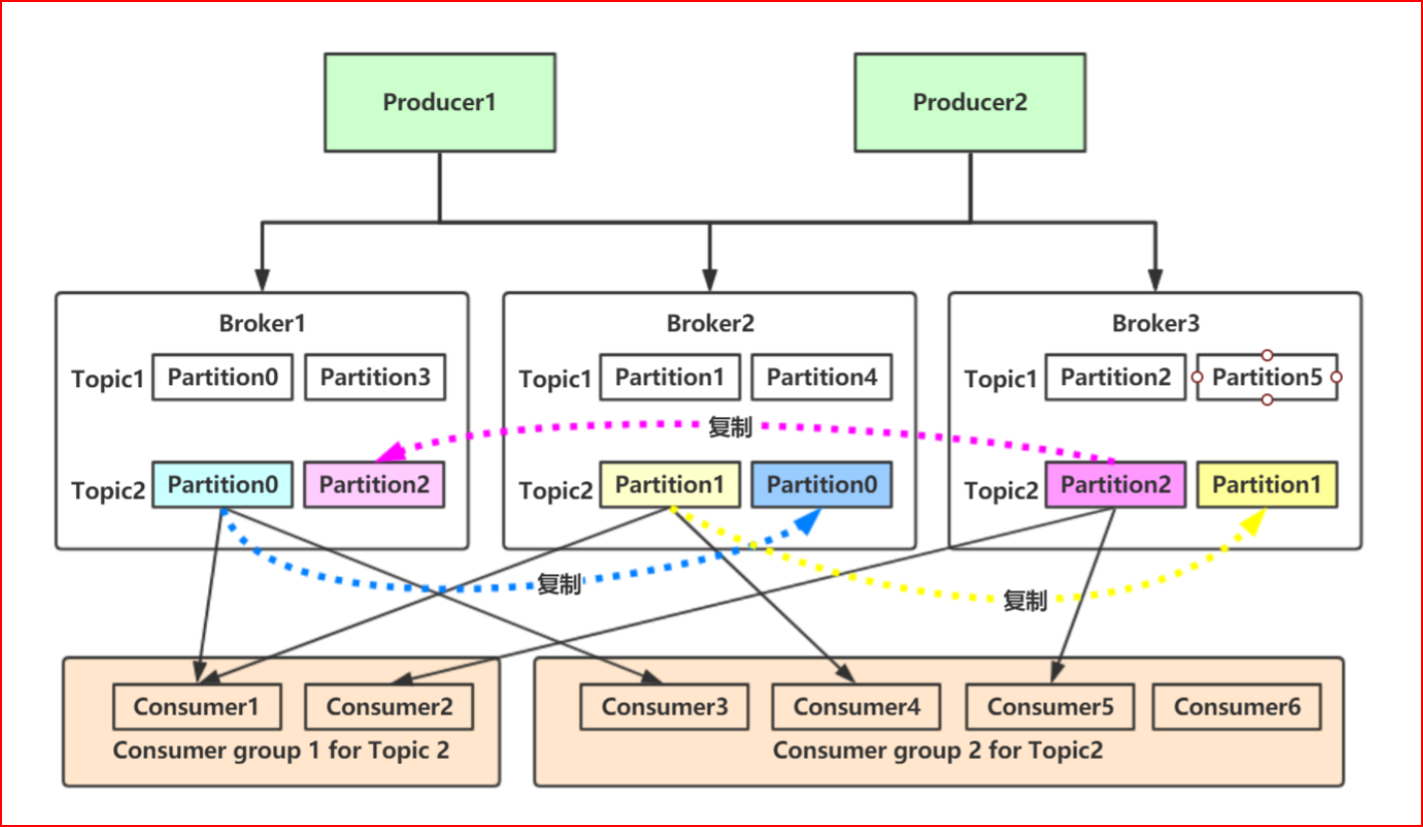 Producer1 Producer2
Broker1 Broker2 Broker3
Topic1 Partition0 Partition3 Topic1 Partition1 Partition4 Topic1 Partition2 Partition5
复制
Topic2 Partition0 Partition2 Topic2 Partition1 Partition0 Topic2 Partition2 Partition1
复制
复制
Consumer1 Consumer2 Consumer3 Consumer4 Consumer5 Consumer6
Consumer group 1 for Topic 2 Consumer group 2 for Topic2